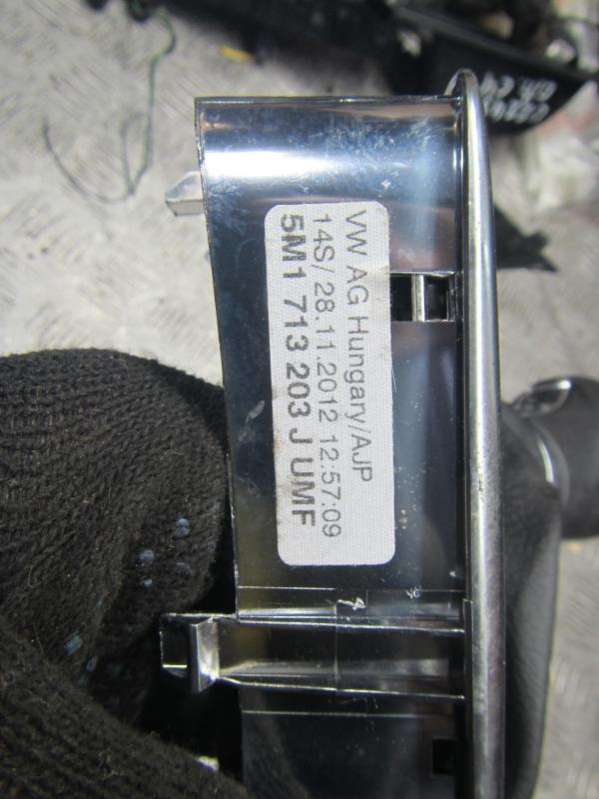 VW AG Hungary/AJP
14S/ 28.11.2012 12:57:09
5M1 713 203 J UMF